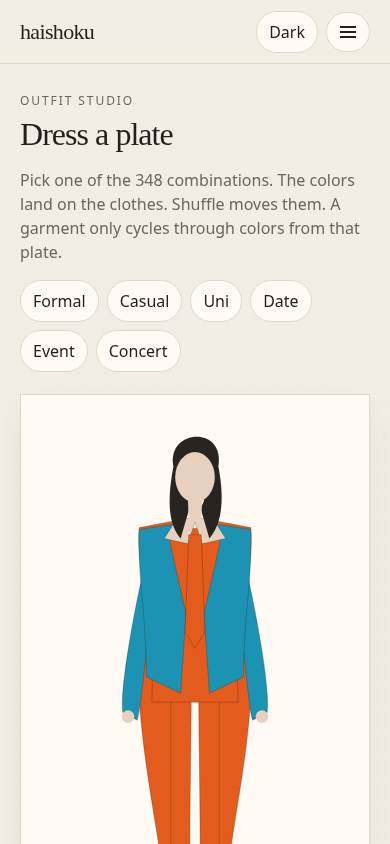 haishoku
Dark
OUTFIT STUDIO
Dress a plate
Pick one of the 348 combinations. The colors
land on the clothes. Shuffle moves them. A
garment only cycles through colors from that
plate.
Formal Casual Uni Date
Event Concert